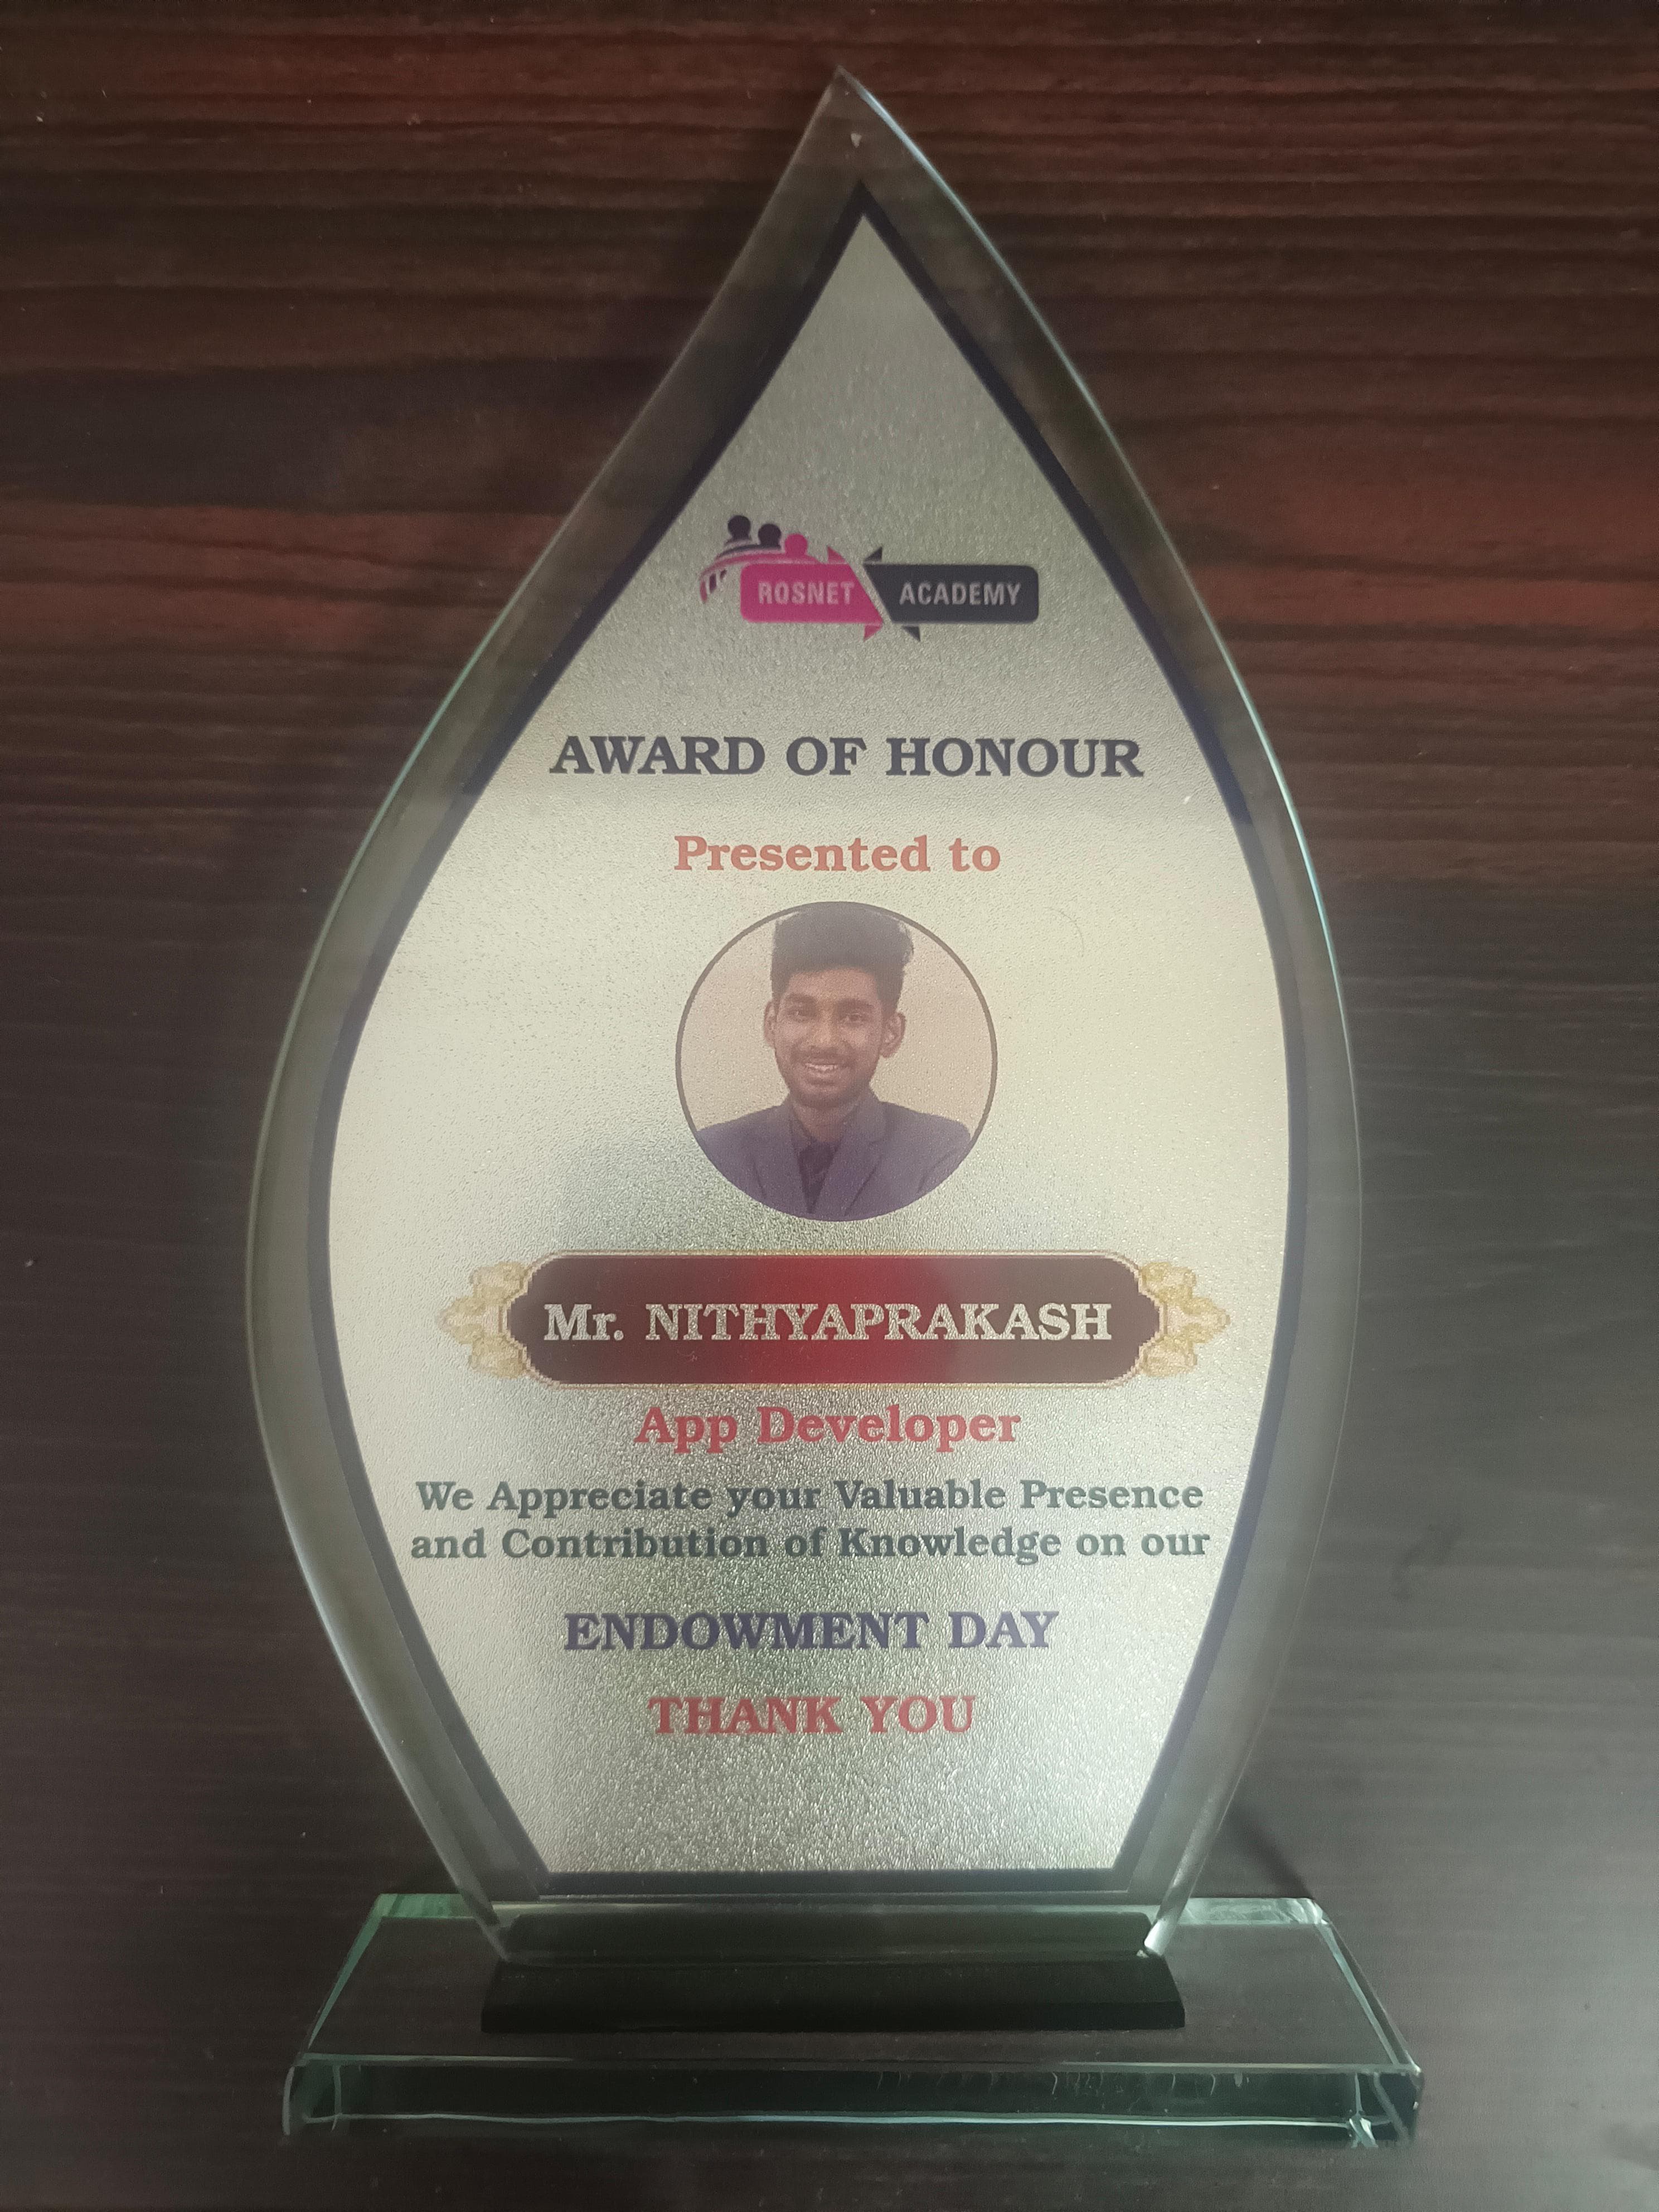 ROSNET ACADEMY
AWARD OF HONOUR
Presented to
Mr. NITHYAPRAKASH
App Developer
We Appreciate your Valuable Presence
and Contribution of Knowledge on our
ENDOWMENT DAY
THANK YOU